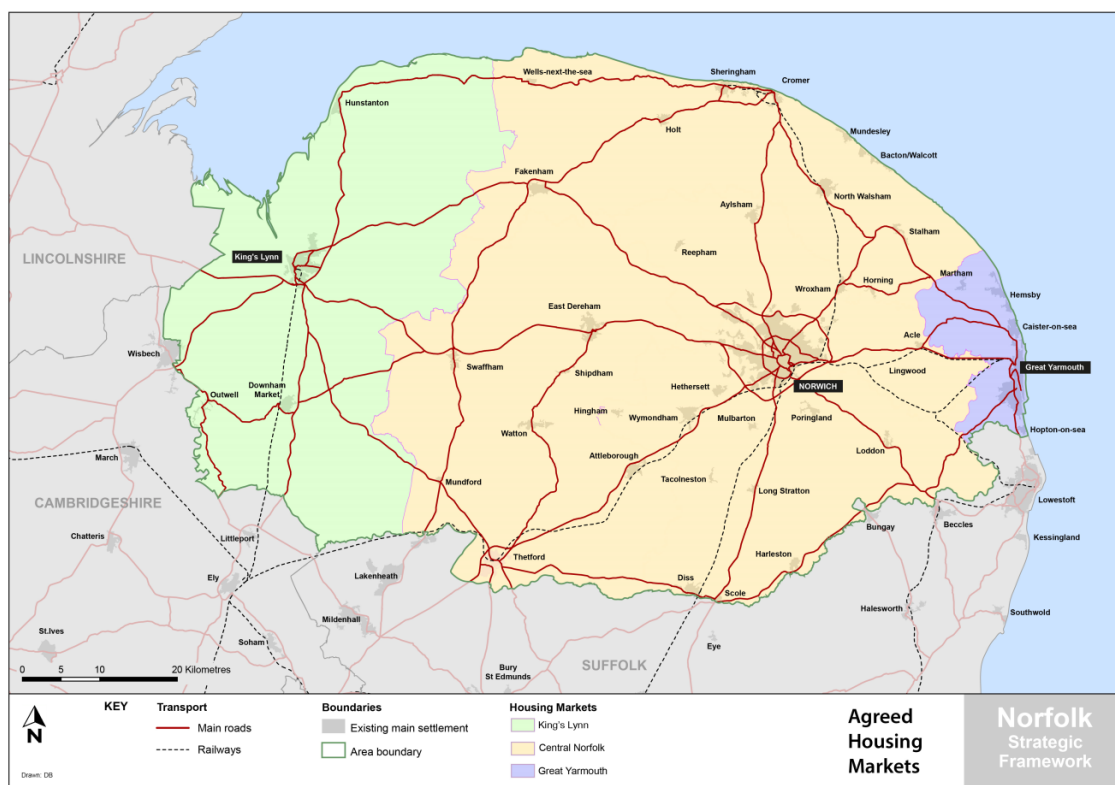 Wells-next-the-sea
Sheringham
Cromer
Hunstanton
Holt
Mundesley
Bacton/Walcott
Fakenham
North Walsham
Aylsham
Stalham
LINCOLNSHIRE
King's Lynn
Reepham
Martham
Wroxham
Horning
Hemsby
East Dereham
Caister-on-sea
Acle
Wisbech
Swaffham
Shipdham
Lingwood
Great Yarmouth
Outwell
Downham
Market
Hethersett
NORWICH
Hingham
Wymondham
Mulbarton
Poringland
Hopton-on-sea
Watton
March
Attleborough
Loddon
Tacolneston
Mundford
Long Stratton
Lowestoft
CAMBRIDGESHIRE
Bungay
Beccles
Chatteris
Littleport
Kessingland
Thetford
Harleston
Ely
Lakenheath
Diss
Scole
Mildenhall
Halesworth
Southwold
St.Ives
Soham
Eye
0 5 10 20 Kilometres
Bury
St Edmunds
SUFFOLK
N
Drawn: DB
KEY
Transport
Main roads
Railways
Boundaries
Existing main settlement
Area boundary
Housing Markets
King's Lynn
Central Norfolk
Great Yarmouth
Agreed
Housing
Markets
Norfolk
Strategic
Framework